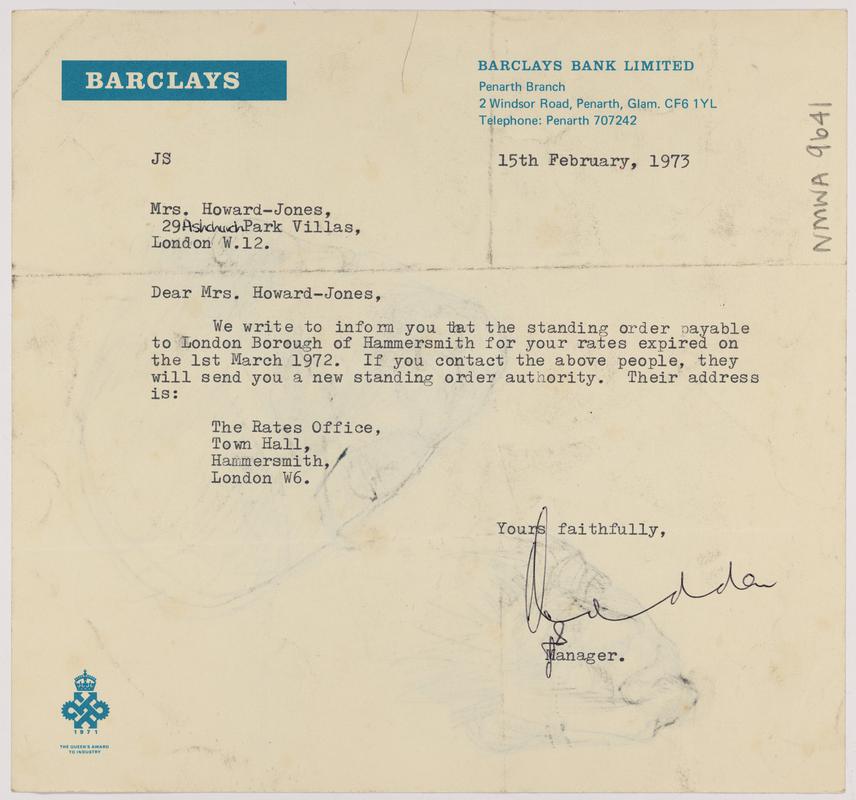 BARCLAYS
BARCLAYS BANK LIMITED
Penarth Branch
2 Windsor Road, Penarth, Glam. CF6 1YL
Telephone: Penarth 707242
NMWA 9641
JS
15th February, 1973
Mrs. Howard-Jones,
29 Ashchurch Park Villas,
London W.12.
Dear Mrs. Howard-Jones,
We write to inform you that the standing order payable
to London Borough of Hammersmith for your rates expired on
the 1st March 1972. If you contact the above people, they
will send you a new standing order authority. Their address
is:
The Rates Office,
Town Hall,
Hammersmith,
London W6.
Yours faithfully,
Manager.
1971
THE QUEEN'S AWARD
TO INDUSTRY